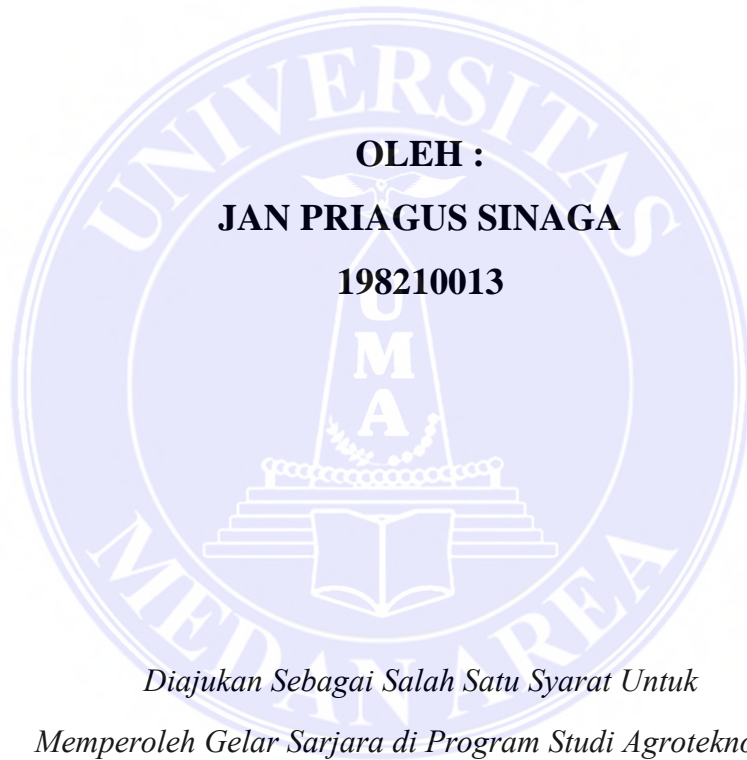 UNIVERSITAS
OLEH :
JAN PRIAGUS SINAGA
198210013
UMA
MEDAN AREA
Diajukan Sebagai Salah Satu Syarat Untuk
Memperoleh Gelar Sarjara di Program Studi